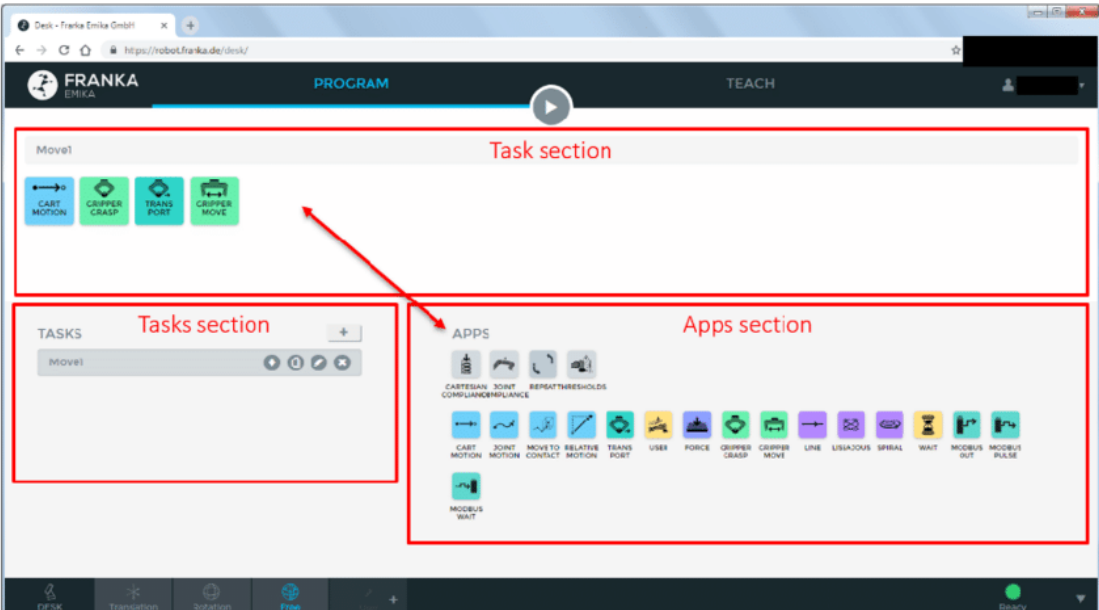 Desk - Franka Emika GmbH
https://robot.franka.de/desk/
FRANKA
EMIKA
PROGRAM
TEACH
Move1
Task section
CART
MOTION
GRIPPER
GRASP
TRANS
PORT
GRIPPER
MOVE
TASKS
Tasks section
+
Move1
APPS
Apps section
CARTESIAN
COMPLIANCE
JOINT
COMPLIANCE
REPEAT
THRESHOLDS
CART
MOTION
JOINT
MOTION
MOVE TO
CONTACT
RELATIVE
MOTION
TRANS
PORT
USER
FORCE
GRIPPER
GRASP
GRIPPER
MOVE
LINE
LISSAJOUS
SPIRAL
WAIT
MODBUS
OUT
MODBUS
PULSE
MODBUS
WAIT
DESK
Translation
Rotation
Free
+
Ready